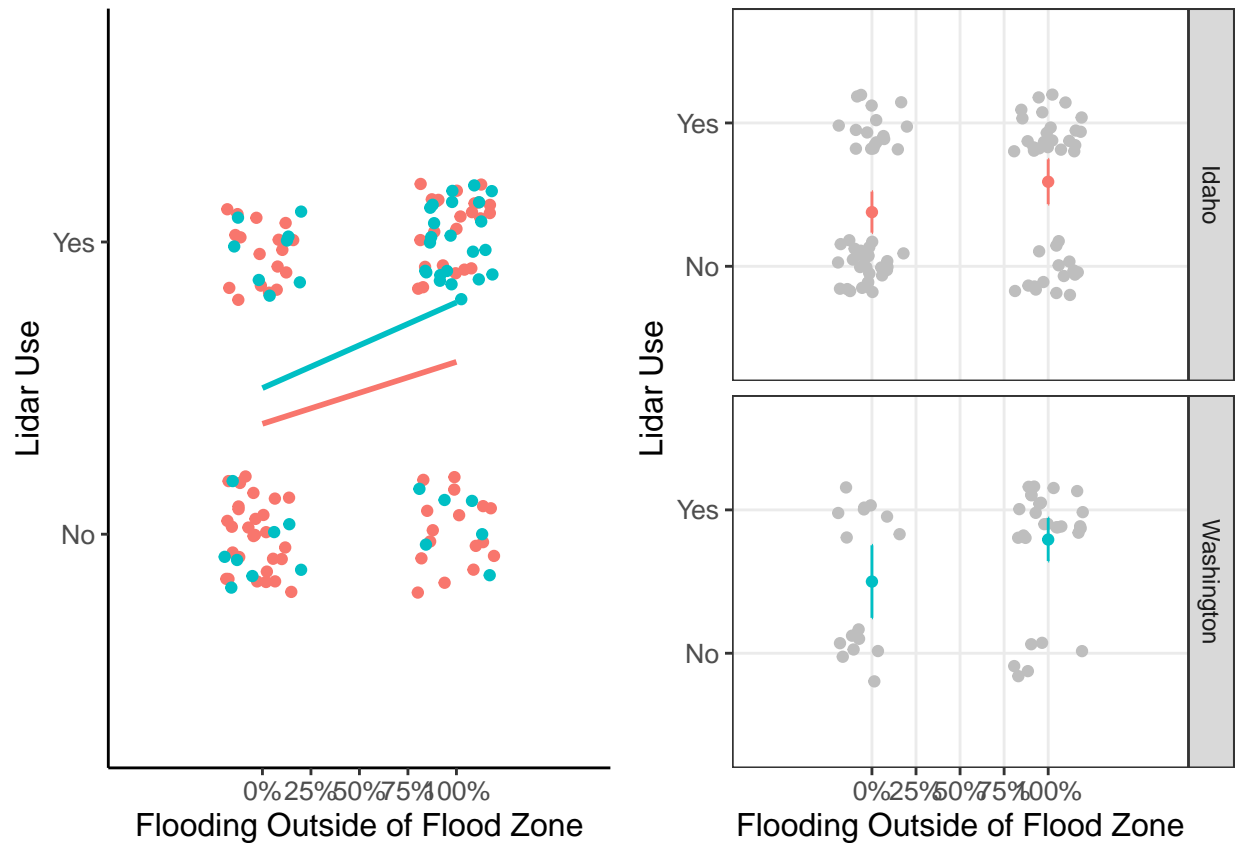 Lidar Use
Yes
No
0% 25% 50% 75% 100%
Flooding Outside of Flood Zone
Lidar Use
Yes
No
Idaho
Yes
No
Washington
0% 25% 50% 75% 100%
Flooding Outside of Flood Zone